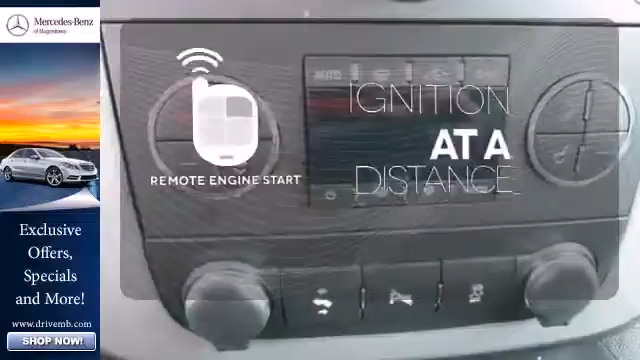 Mercedes-Benz
of Hagerstown
Exclusive
Offers,
Specials
and More!
www.drivemb.com
SHOP NOW!
REMOTE ENGINE START
IGNITION
AT A
DISTANCE